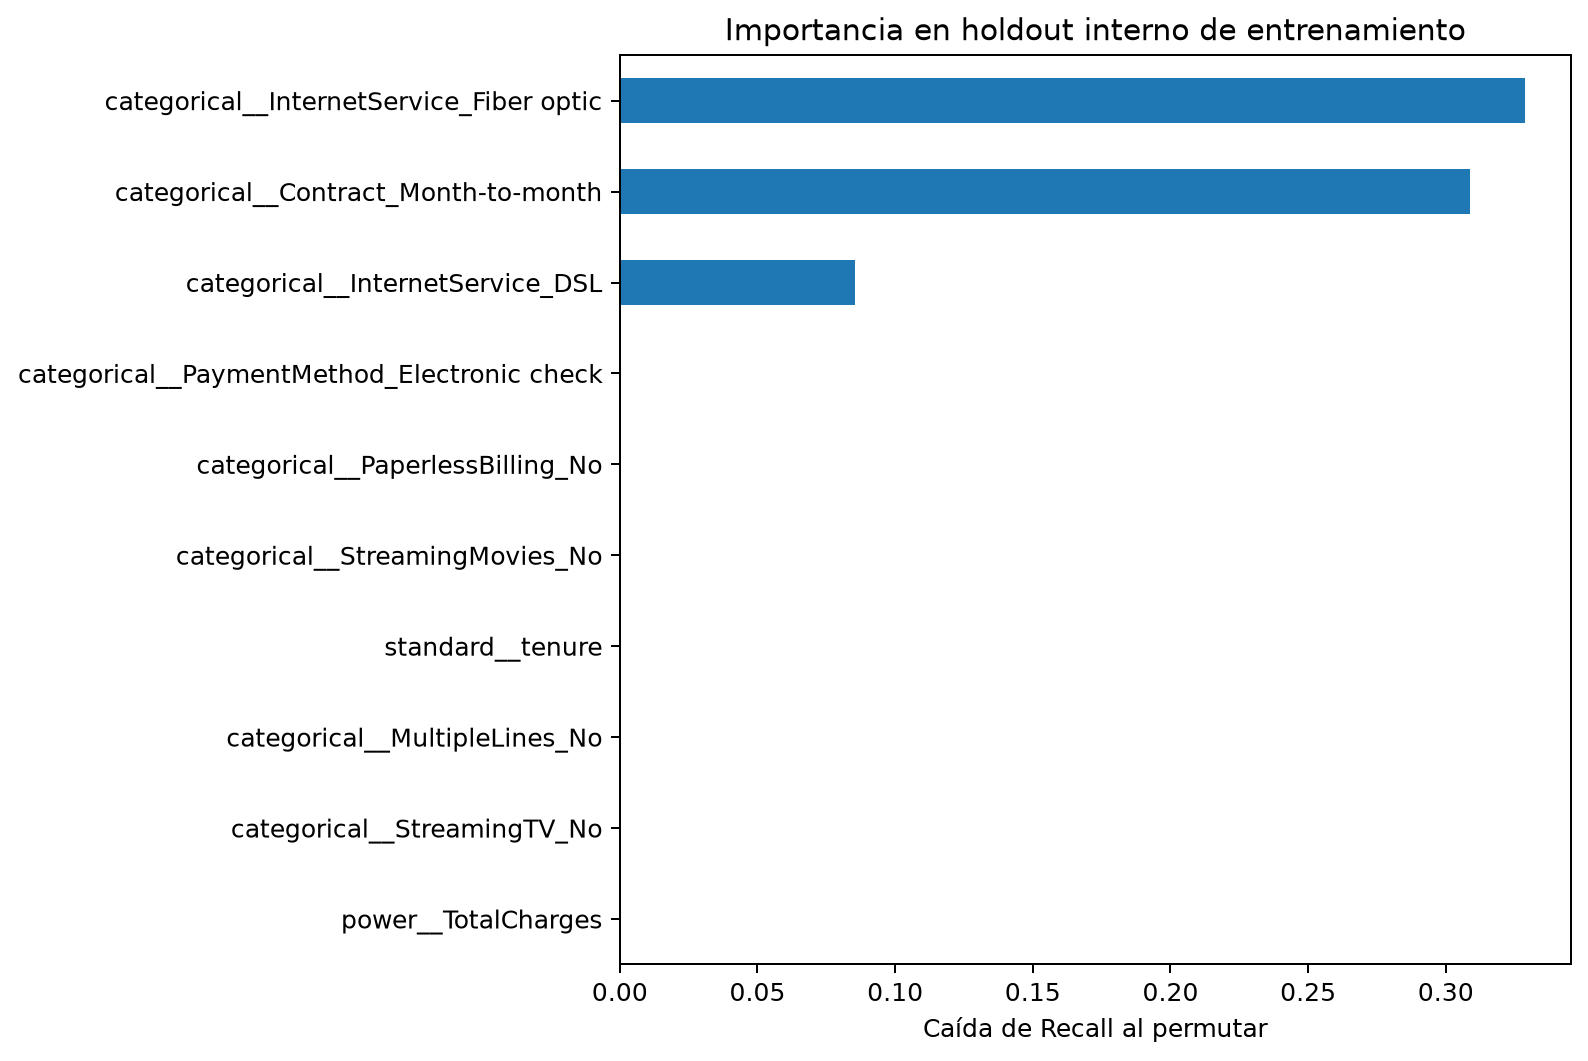 Importancia en holdout interno de entrenamiento
categorical__InternetService_Fiber optic
categorical__Contract_Month-to-month
categorical__InternetService_DSL
categorical__PaymentMethod_Electronic check
categorical__PaperlessBilling_No
categorical__StreamingMovies_No
standard__tenure
categorical__MultipleLines_No
categorical__StreamingTV_No
power__TotalCharges
0.00 0.05 0.10 0.15 0.20 0.25 0.30
Caída de Recall al permutar